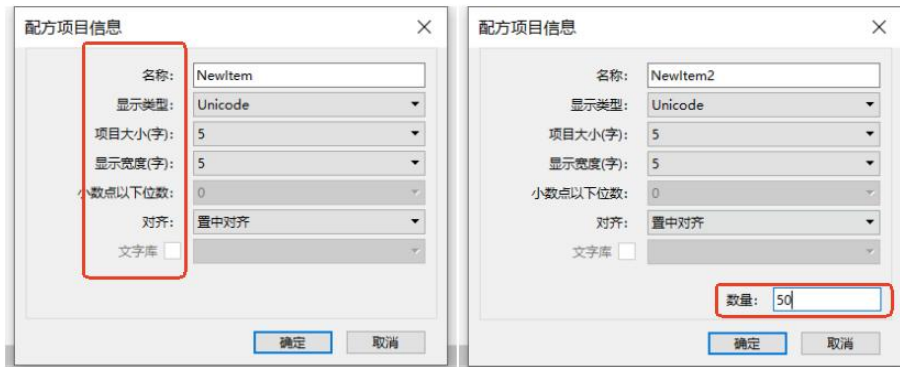 配方项目信息
名称: NewItem
显示类型: Unicode
项目大小(字): 5
显示宽度(字): 5
小数点以下位数: 0
对齐: 置中对齐
文字库
确定 取消
配方项目信息
名称: NewItem2
显示类型: Unicode
项目大小(字): 5
显示宽度(字): 5
小数点以下位数: 0
对齐: 置中对齐
文字库
数量: 50
确定 取消